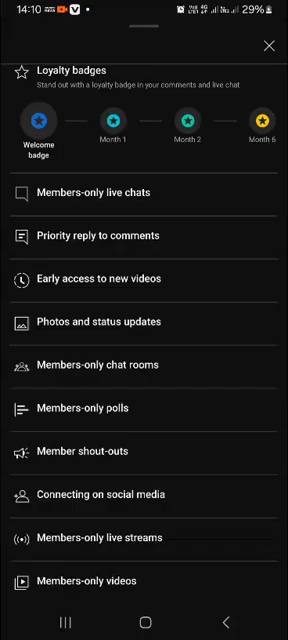 14:10
29%
Loyalty badges
Stand out with a loyalty badge in your comments and live chat
Welcome badge
Month 1
Month 2
Month 6
Members-only live chats
Priority reply to comments
Early access to new videos
Photos and status updates
Members-only chat rooms
Members-only polls
Member shout-outs
Connecting on social media
Members-only live streams
Members-only videos